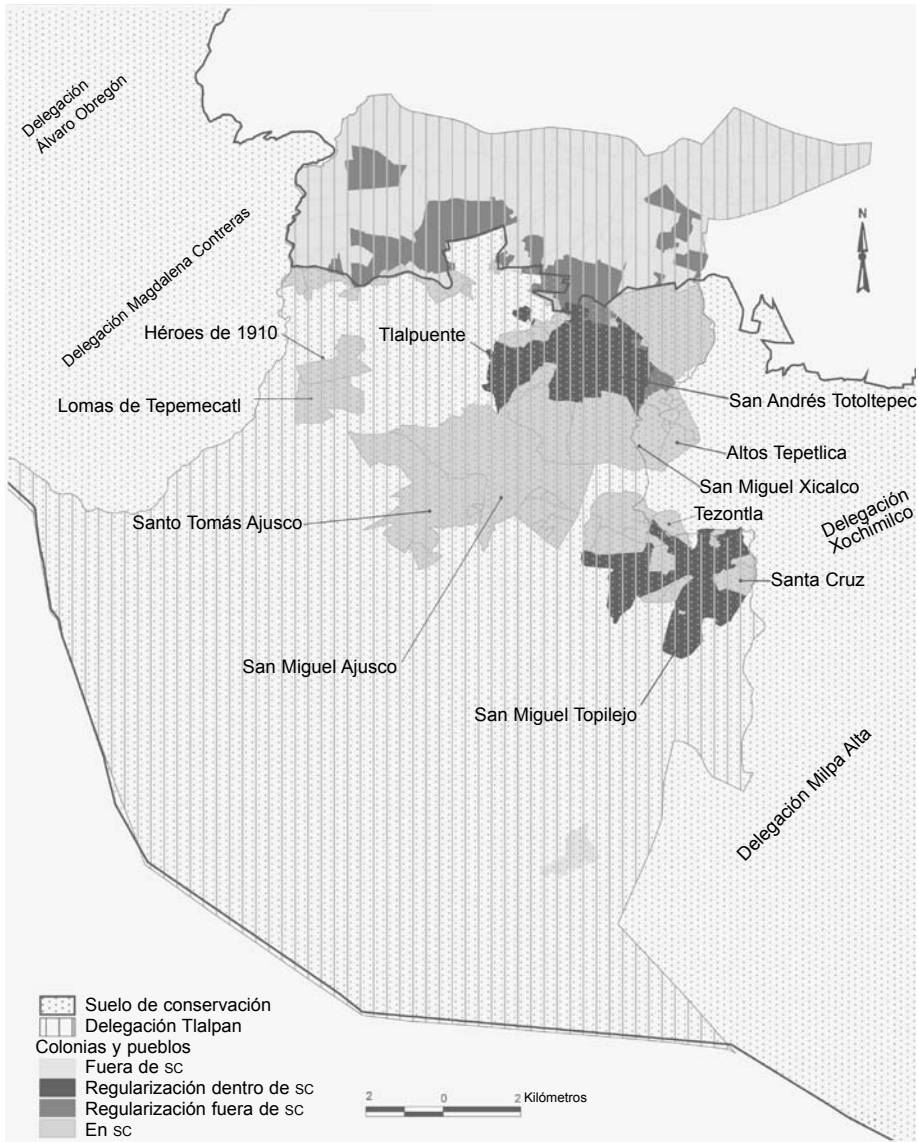 Delegación
Álvaro Obregón
Delegación Magdalena Contreras
N
Héroes de 1910
Tlalpuente
Lomas de Tepemecatl
San Andrés Totoltepec
Altos Tepetlica
San Miguel Xicalco
Santo Tomás Ajusco
Tezontla
Delegación
Xochimilco
Santa Cruz
San Miguel Ajusco
San Miguel Topilejo
Delegación Milpa Alta
Suelo de conservación
Delegación Tlalpan
Colonias y pueblos
Fuera de SC
Regularización dentro de SC
Regularización fuera de SC
En SC
2 0 2 Kilómetros